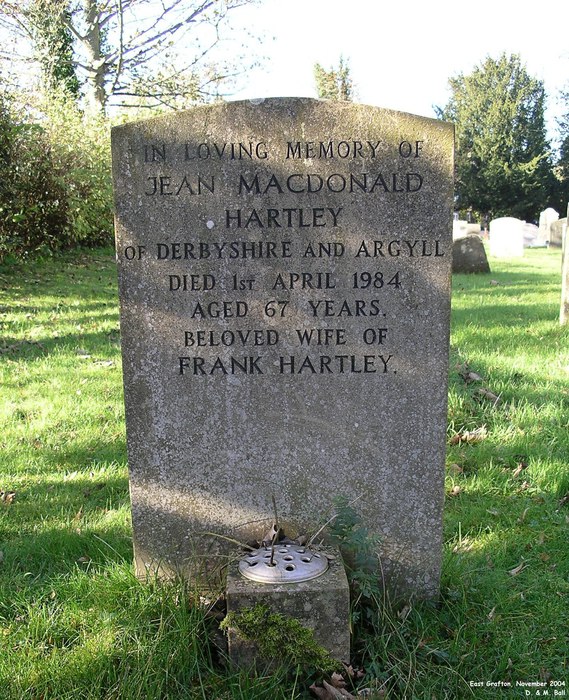 IN LOVING MEMORY OF
JEAN MACDONALD
HARTLEY
OF DERBYSHIRE AND ARGYLL
DIED 1ST APRIL 1984
AGED 67 YEARS.
BELOVED WIFE OF
FRANK HARTLEY.
East Grafton, November 2004
D. & M. Ball